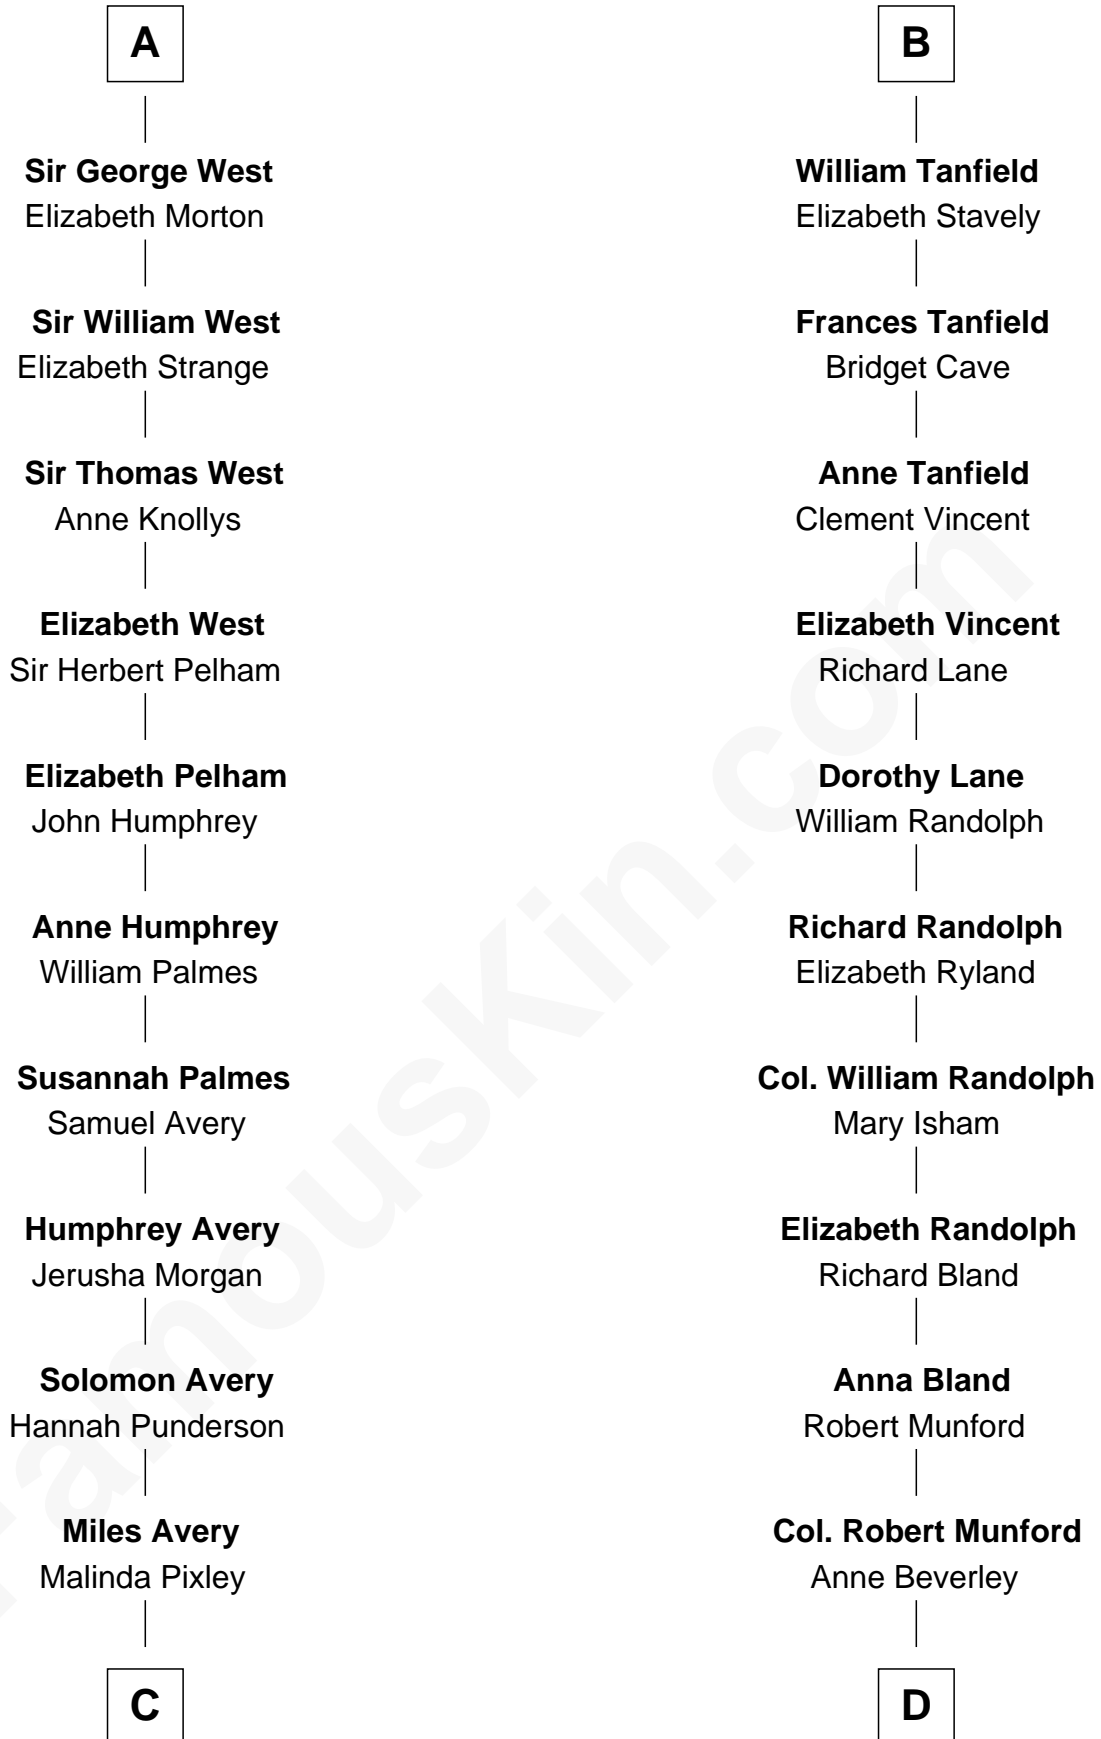 A
Sir George West
Elizabeth Morton
Sir William West
Elizabeth Strange
Sir Thomas West
Anne Knollys
Elizabeth West
Sir Herbert Pelham
Elizabeth Pelham
John Humphrey
Anne Humphrey
William Palmes
Susannah Palmes
Samuel Avery
Humphrey Avery
Jerusha Morgan
Solomon Avery
Hannah Punderson
Miles Avery
Malinda Pixley
C
B
William Tanfield
Elizabeth Stavely
Frances Tanfield
Bridget Cave
Anne Tanfield
Clement Vincent
Elizabeth Vincent
Richard Lane
Dorothy Lane
William Randolph
Richard Randolph
Elizabeth Ryland
Col. William Randolph
Mary Isham
Elizabeth Randolph
Richard Bland
Anna Bland
Robert Munford
Col. Robert Munford
Anne Beverley
D
FamousKin.com